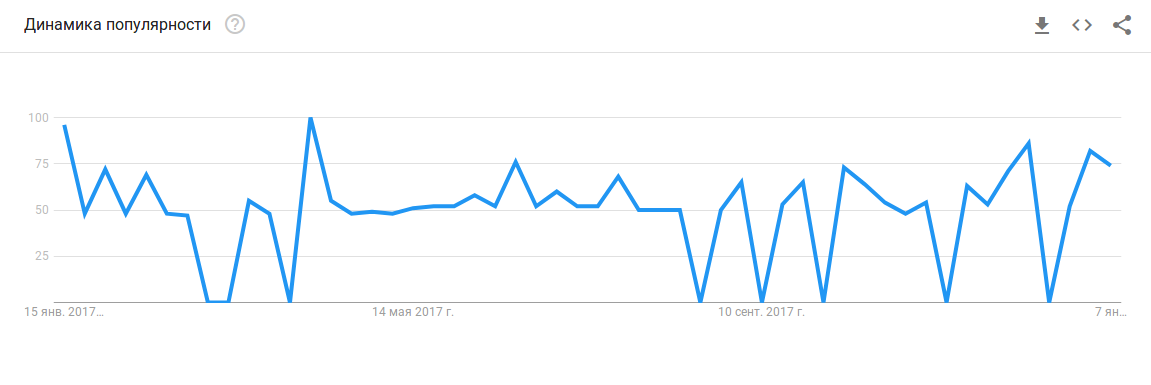 Динамика популярности
100
75
50
25
15 янв. 2017…
14 мая 2017 г.
10 сент. 2017 г.
7 ян…